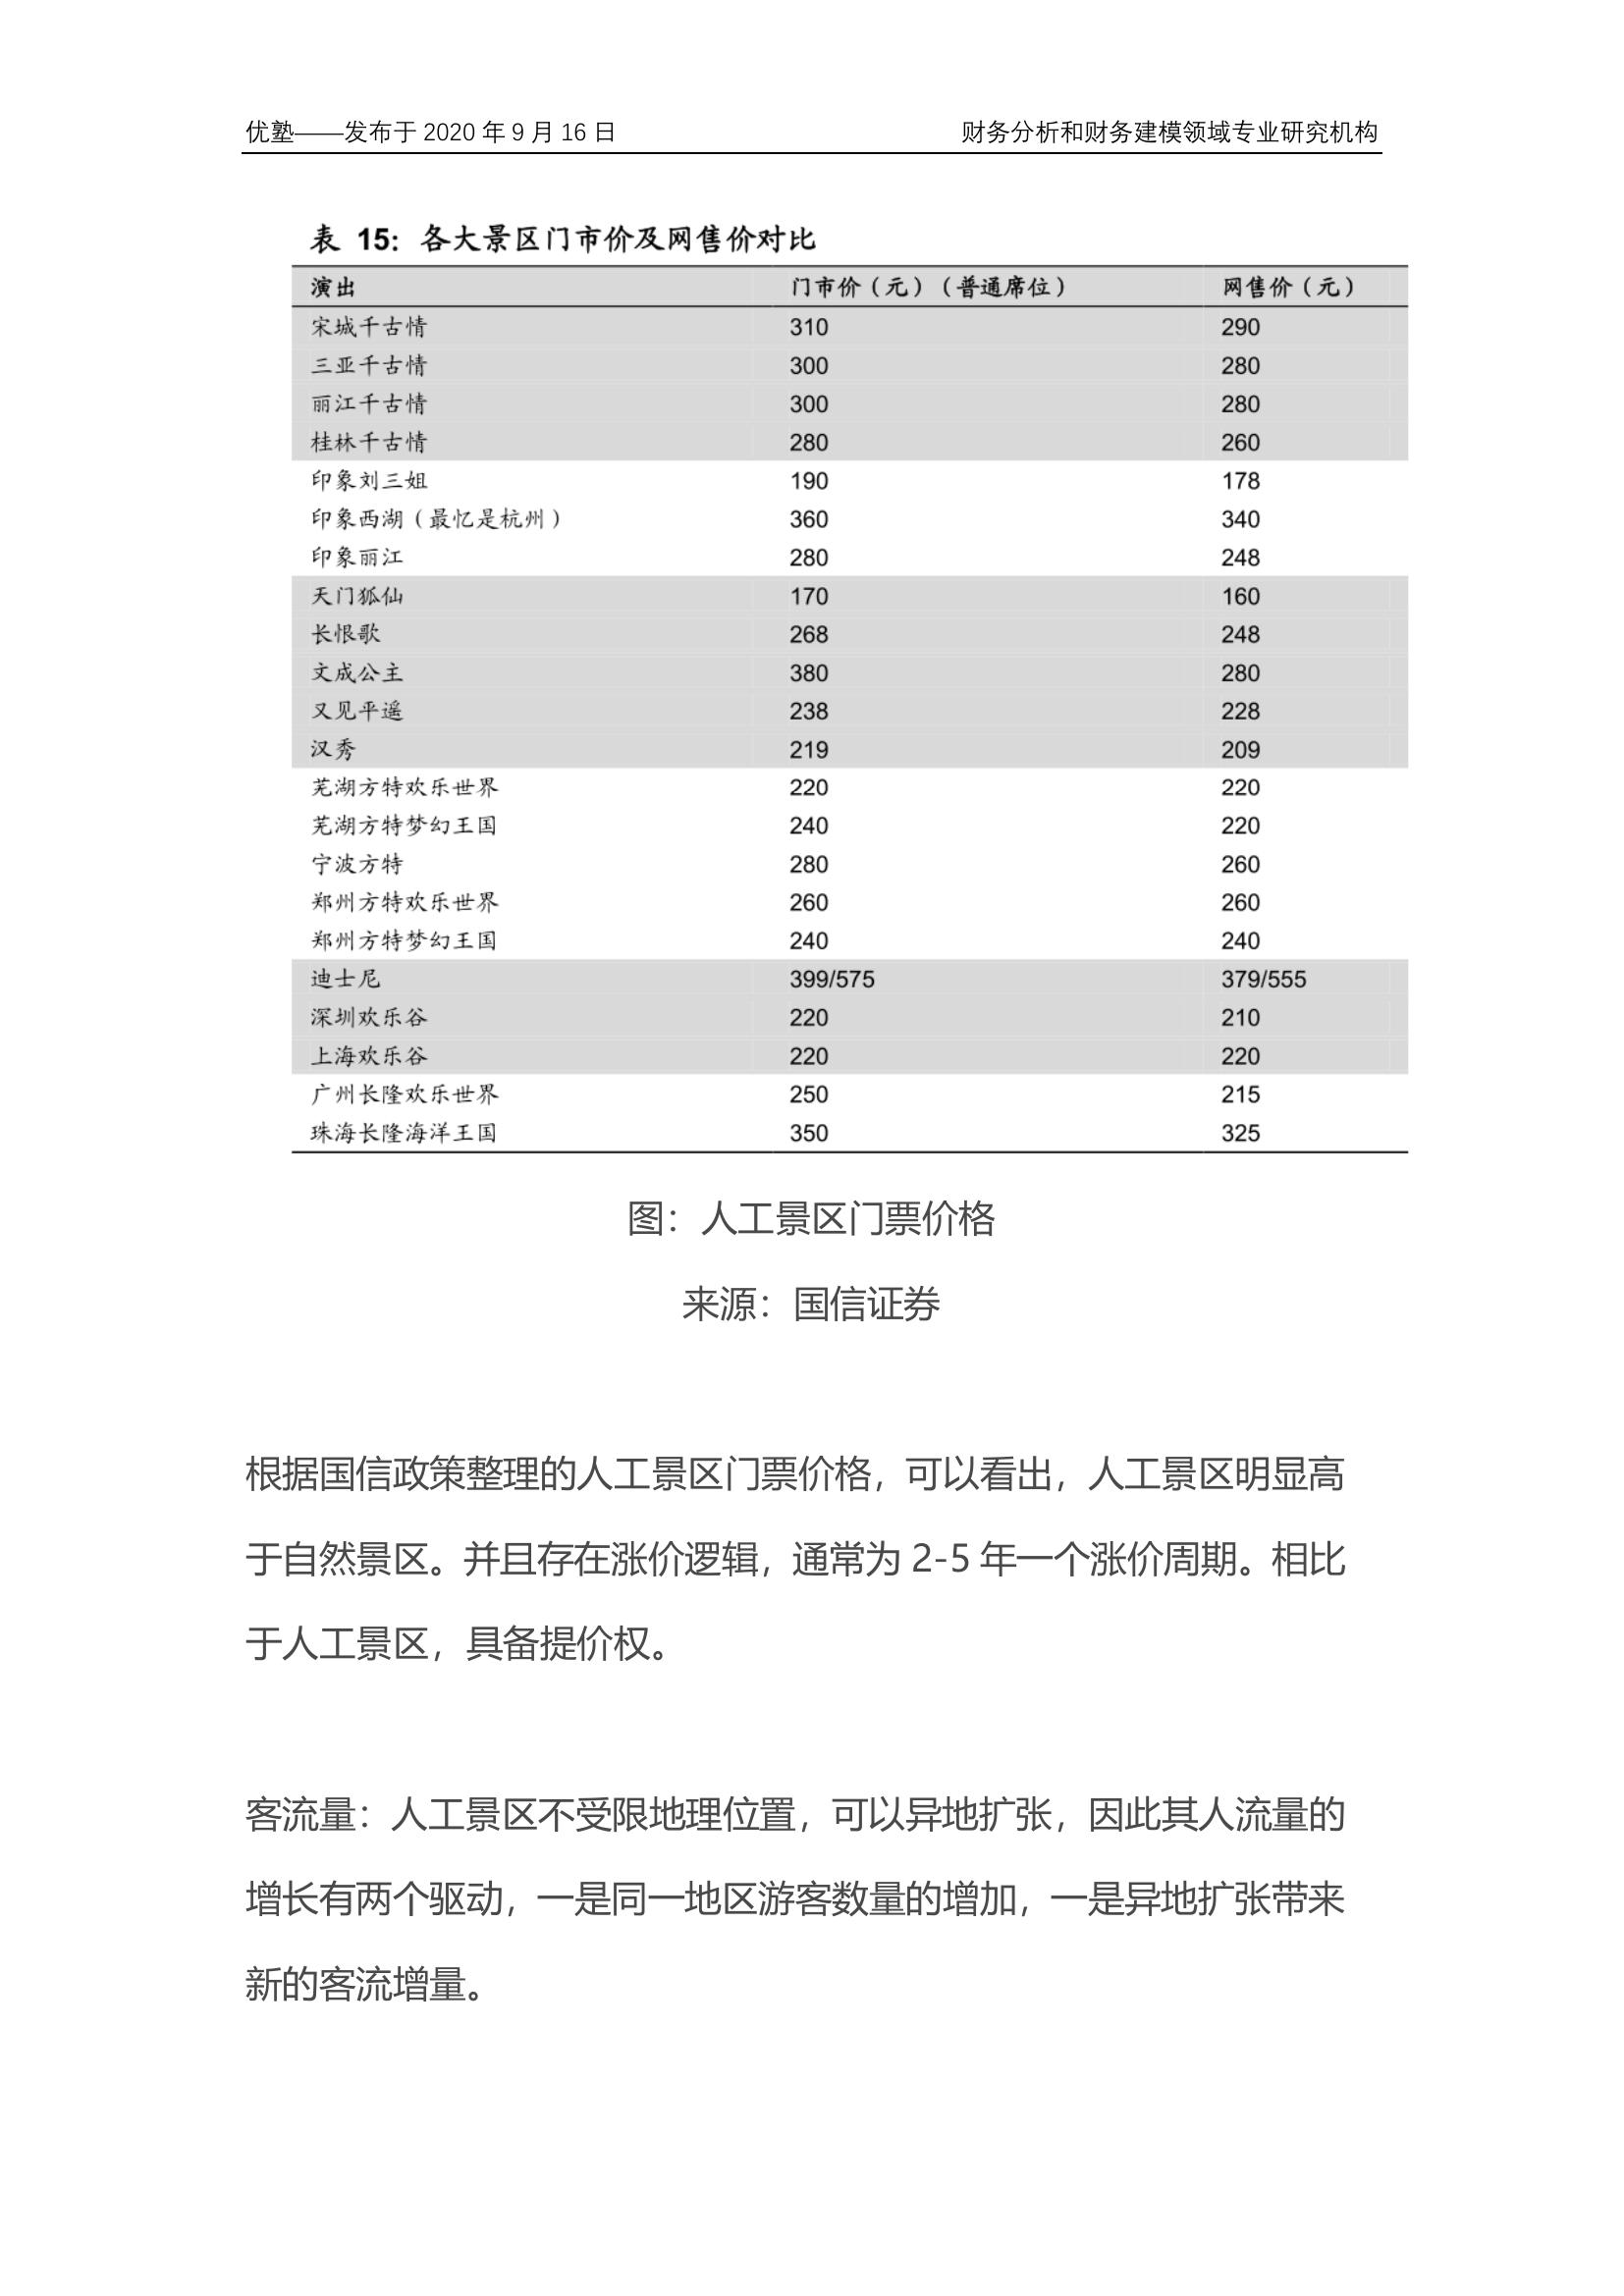 优塾——发布于 2020 年 9 月 16 日 财务分析和财务建模领域专业研究机构
表 15：各大景区门市价及网售价对比
演出 门市价（元）（普通席位） 网售价（元）
宋城千古情 310 290
三亚千古情 300 280
丽江千古情 300 280
桂林千古情 280 260
印象刘三姐 190 178
印象西湖（最忆是杭州） 360 340
印象丽江 280 248
天门狐仙 170 160
长恨歌 268 248
文成公主 380 280
又见平遥 238 228
汉秀 219 209
芜湖方特欢乐世界 220 220
芜湖方特梦幻王国 240 220
宁波方特 280 260
郑州方特欢乐世界 260 260
郑州方特梦幻王国 240 240
迪士尼 399/575 379/555
深圳欢乐谷 220 210
上海欢乐谷 220 220
广州长隆欢乐世界 250 215
珠海长隆海洋王国 350 325
图：人工景区门票价格
来源：国信证券
根据国信政策整理的人工景区门票价格，可以看出，人工景区明显高
于自然景区。并且存在涨价逻辑，通常为 2-5 年一个涨价周期。相比
于人工景区，具备提价权。
客流量：人工景区不受限地理位置，可以异地扩张，因此其人流量的
增长有两个驱动，一是同一地区游客数量的增加，一是异地扩张带来
新的客流增量。